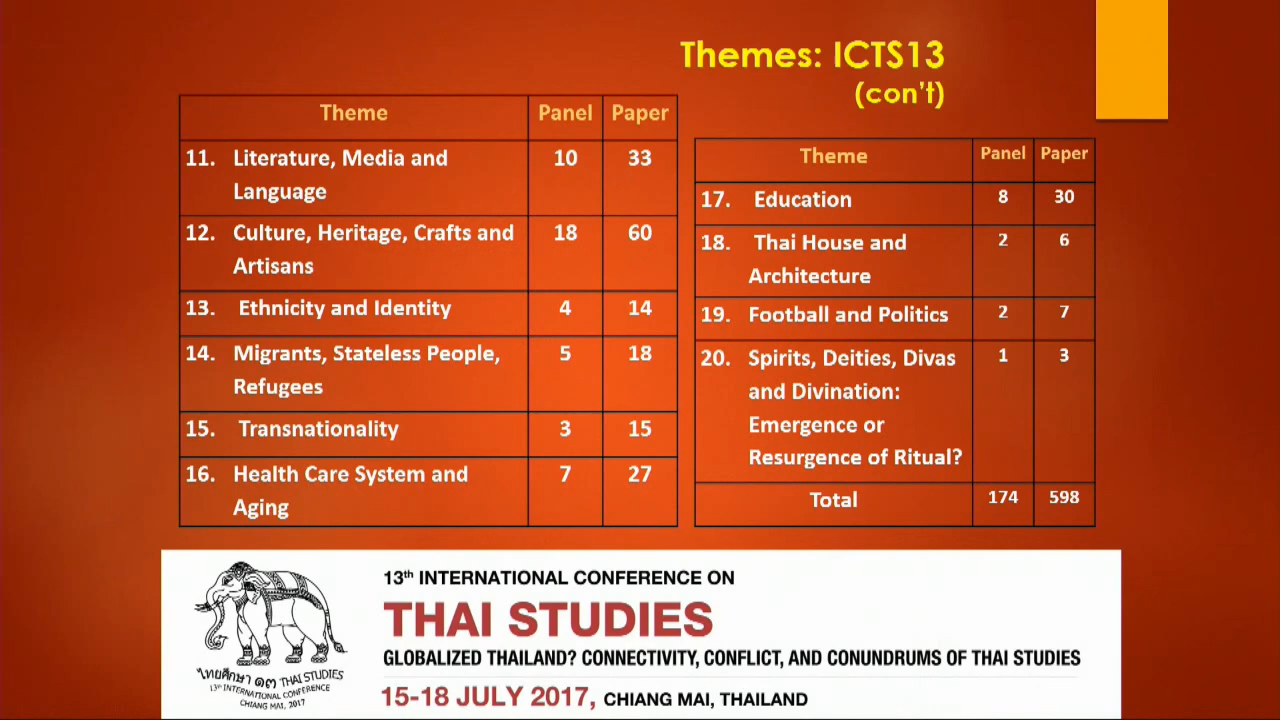 Themes: ICTS13
(con't)
Theme Panel Paper
11. Literature, Media and 10 33
Language
12. Culture, Heritage, Crafts and 18 60
Artisans
13. Ethnicity and Identity 4 14
14. Migrants, Stateless People, 5 18
Refugees
15. Transnationality 3 15
16. Health Care System and 7 27
Aging
Theme Panel Paper
17. Education 8 30
18. Thai House and 2 6
Architecture
19. Football and Politics 2 7
20. Spirits, Deities, Divas 1 3
and Divination:
Emergence or
Resurgence of Ritual?
Total 174 598
ไทยศึกษา ๑๓ THAI STUDIES
13th INTERNATIONAL CONFERENCE
CHIANG MAI, 2017
13th INTERNATIONAL CONFERENCE ON
THAI STUDIES
GLOBALIZED THAILAND? CONNECTIVITY, CONFLICT, AND CONUNDRUMS OF THAI STUDIES
15-18 JULY 2017, CHIANG MAI, THAILAND